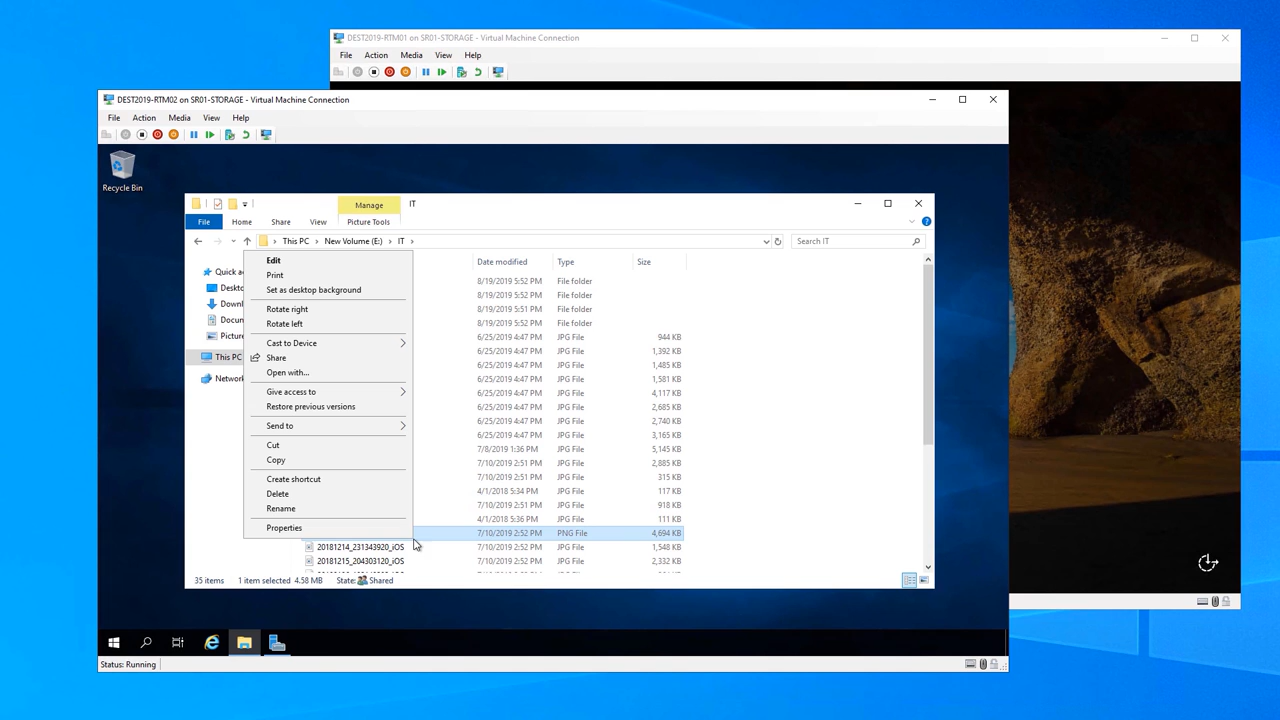 DEST2019-RTM01 on SR01-STORAGE - Virtual Machine Connection
File Action Media View Help
DEST2019-RTM02 on SR01-STORAGE - Virtual Machine Connection
File Action Media View Help
Recycle Bin
Manage IT
File Home Share View Picture Tools
This PC New Volume (E:) IT
Search IT
Date modified Type Size
Quick a
Deskto
Downl
Docun
Picture
This PC
Networ
Edit
Print
Set as desktop background
Rotate right
Rotate left
Cast to Device
Share
Open with...
Give access to
Restore previous versions
Send to
Cut
Copy
Create shortcut
Delete
Rename
Properties
8/19/2019 5:52 PM File folder
8/19/2019 5:52 PM File folder
8/19/2019 5:51 PM File folder
8/19/2019 5:52 PM File folder
6/25/2019 4:47 PM JPG File 944 KB
6/25/2019 4:47 PM JPG File 1,392 KB
6/25/2019 4:47 PM JPG File 1,485 KB
6/25/2019 4:47 PM JPG File 1,581 KB
6/25/2019 4:47 PM JPG File 4,117 KB
6/25/2019 4:47 PM JPG File 2,685 KB
6/25/2019 4:47 PM JPG File 2,740 KB
6/25/2019 4:47 PM JPG File 3,165 KB
7/8/2019 1:36 PM JPG File 5,145 KB
7/10/2019 2:51 PM JPG File 2,885 KB
7/10/2019 2:51 PM JPG File 315 KB
4/1/2018 5:34 PM JPG File 117 KB
7/10/2019 2:51 PM JPG File 918 KB
4/1/2018 5:36 PM JPG File 111 KB
7/10/2019 2:52 PM PNG File 4,694 KB
20181214_231343920_iOS 7/10/2019 2:52 PM JPG File 1,548 KB
20181215_204303120_iOS 7/10/2019 2:52 PM JPG File 2,332 KB
35 items 1 item selected 4.58 MB State: Shared
Status: Running